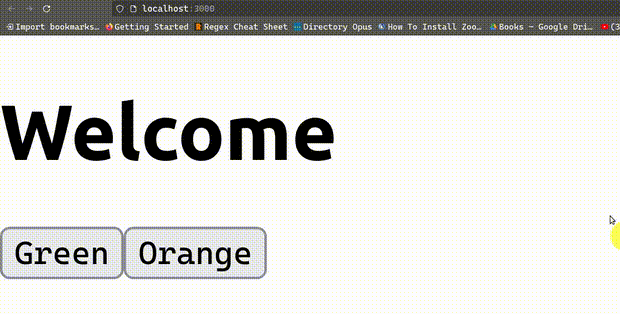 localhost:3000
Import bookmarks… Getting Started Regex Cheat Sheet Directory Opus How To Install Zoo… Books – Google Dri… (3
Welcome
Green Orange